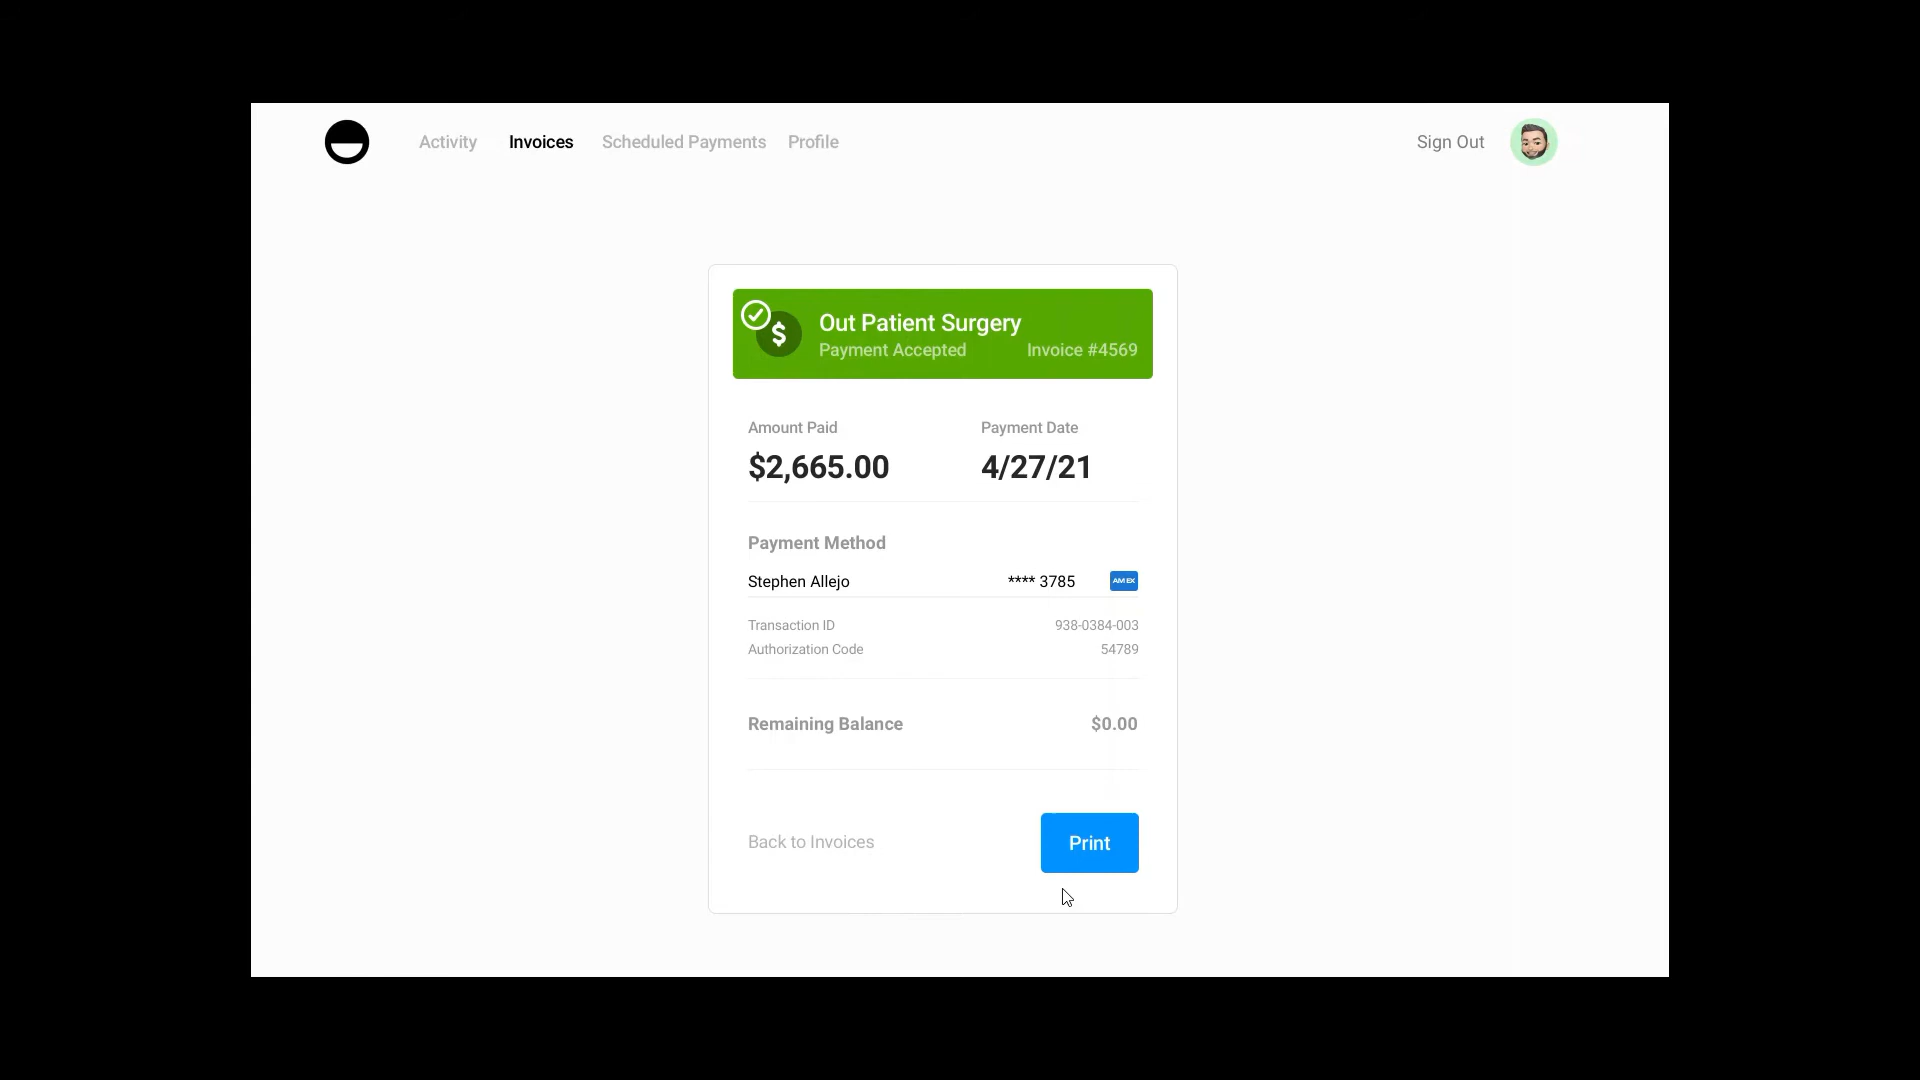 Activity Invoices Scheduled Payments Profile Sign Out
Out Patient Surgery
Payment Accepted Invoice #4569
Amount Paid Payment Date
$2,665.00 4/27/21
Payment Method
Stephen Allejo **** 3785 AMEX
Transaction ID 938-0384-003
Authorization Code 54789
Remaining Balance $0.00
Back to Invoices Print